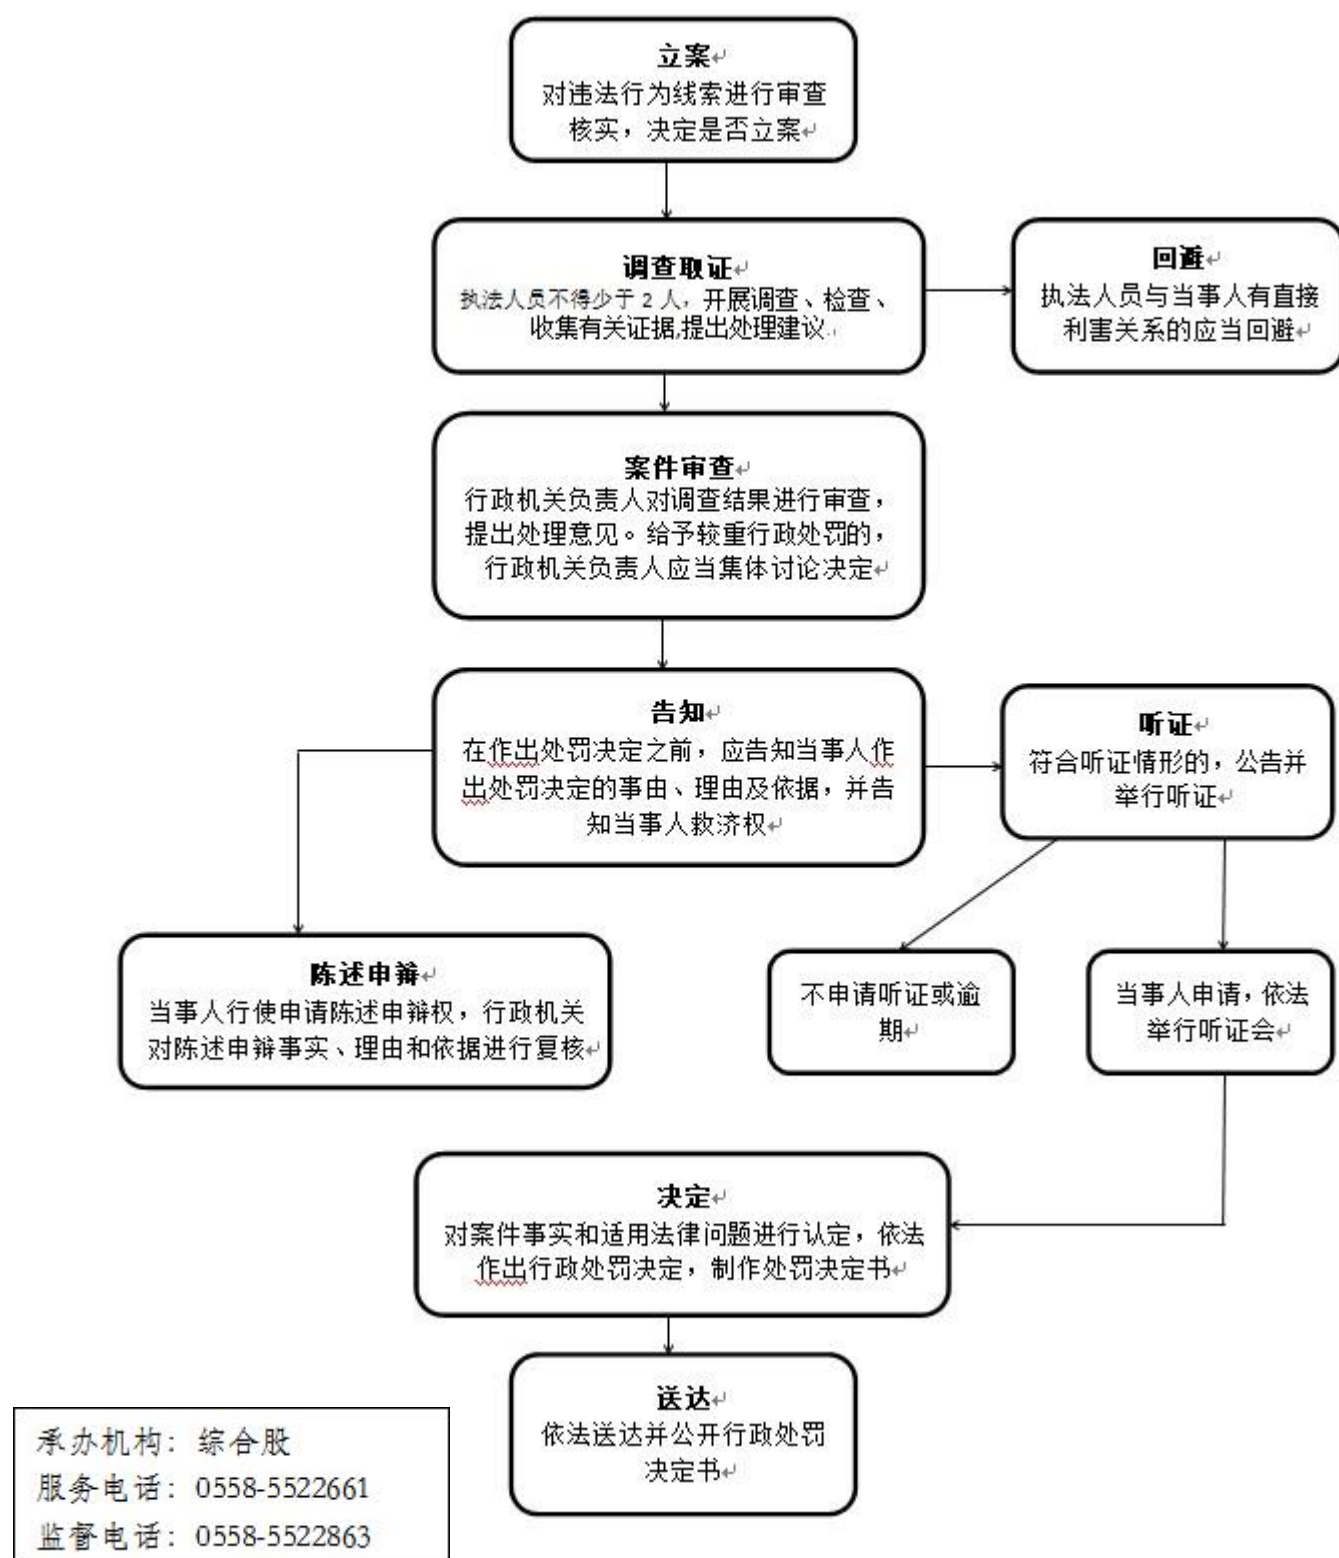 立案
对违法行为线索进行审查
核实，决定是否立案
调查取证
执法人员不得少于 2 人，开展调查、检查、
收集有关证据,提出处理建议.
回避
执法人员与当事人有直接
利害关系的应当回避
案件审查
行政机关负责人对调查结果进行审查，
提出处理意见。给予较重行政处罚的，
行政机关负责人应当集体讨论决定
告知
在作出处罚决定之前，应告知当事人作
出处罚决定的事由、理由及依据，并告
知当事人救济权
听证
符合听证情形的，公告并
举行听证
陈述申辩
当事人行使申请陈述申辩权，行政机关
对陈述申辩事实、理由和依据进行复核
不申请听证或逾
期
当事人申请，依法
举行听证会
决定
对案件事实和适用法律问题进行认定，依法
作出行政处罚决定，制作处罚决定书
送达
依法送达并公开行政处罚
决定书
承办机构：综合股
服务电话：0558-5522661
监督电话：0558-5522863